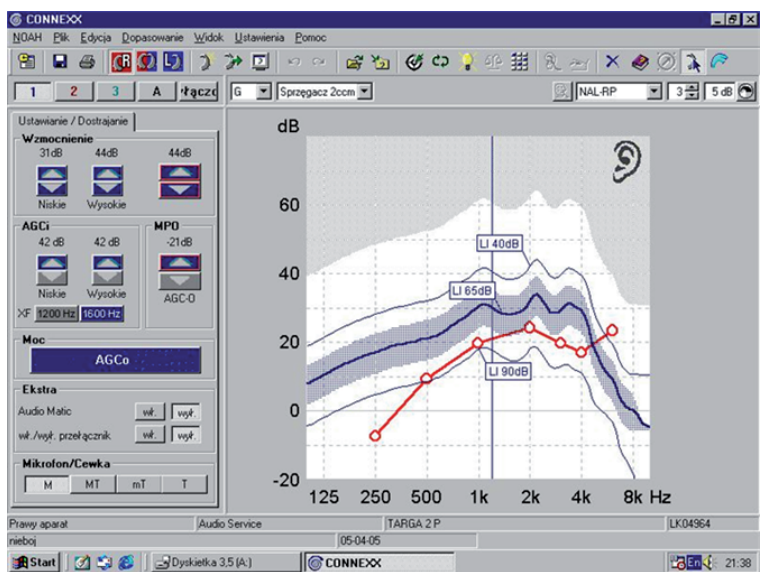 CONNEXX
NOAH Plik Edycja Dopasowanie Widok Ustawienia Pomoc
1 2 3 A G Sprzęgacz 2ccm NAL-RP 3 5 dB
Ustawianie / Dostrajanie
Wzmocnienie
31dB 44dB 44dB
Niskie Wysokie
AGCi MPO
42 dB 42 dB -21dB
Niskie Wysokie AGC-O
XF 1200 Hz 1600 Hz
Moc
AGCo
Ekstra
Audio Matic wł. wył.
wł./wył. przełącznik wł. wył.
Mikrofon/Cewka
M MT mT T
dB
60
40
20
0
-20
LI 40dB
LI 65dB
LI 90dB
125 250 500 1k 2k 4k 8k Hz
Prawy aparat Audio Service TARGA 2 P LK04964
nieboj 05-04-05
Start Dyskietka 3,5 (A:) CONNEXX En 21:38